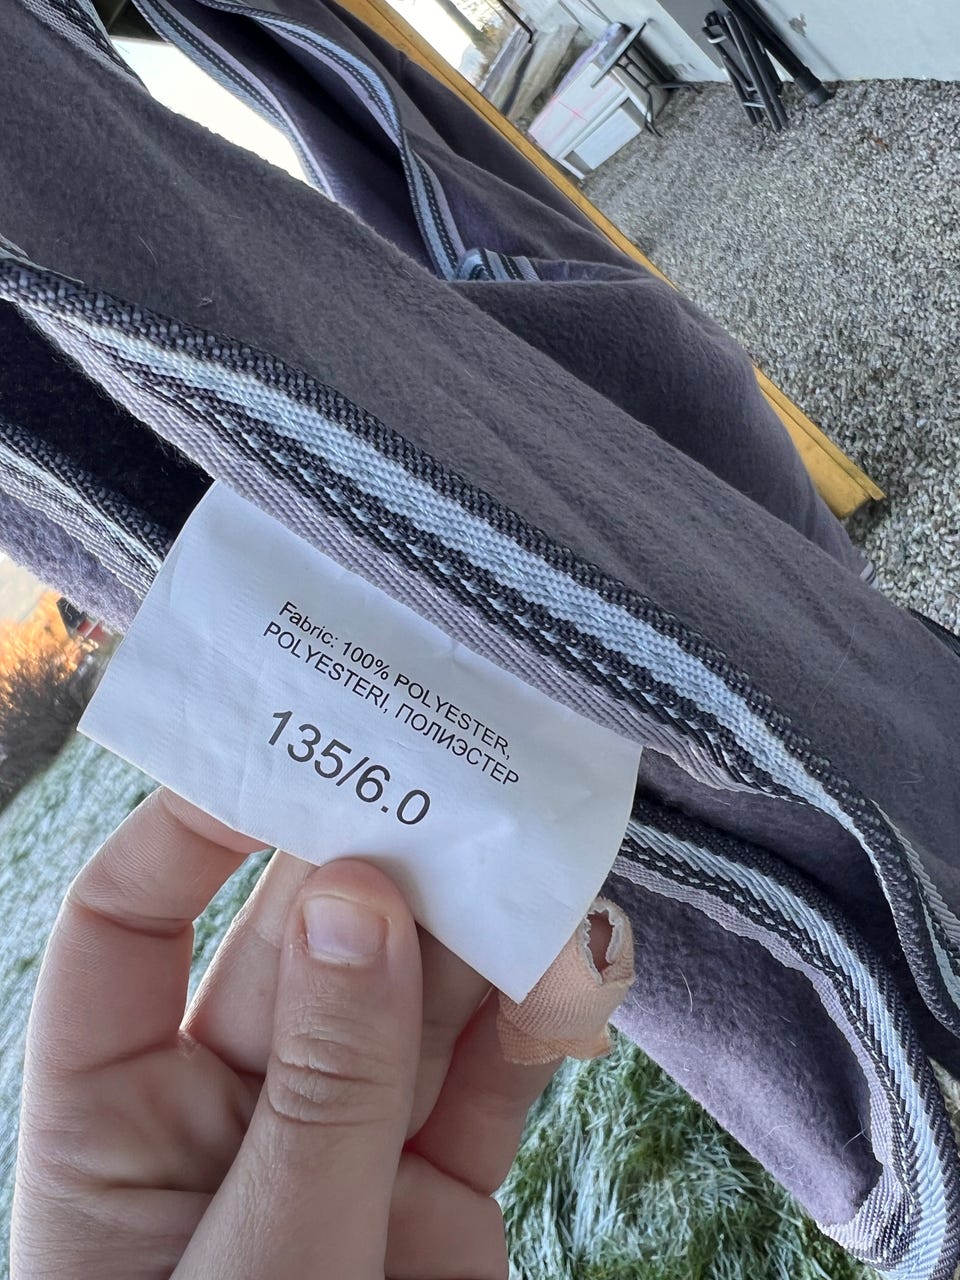 Fabric: 100% POLYESTER,
POLYESTERI, ПОЛИЭСТЕР
135/6.0